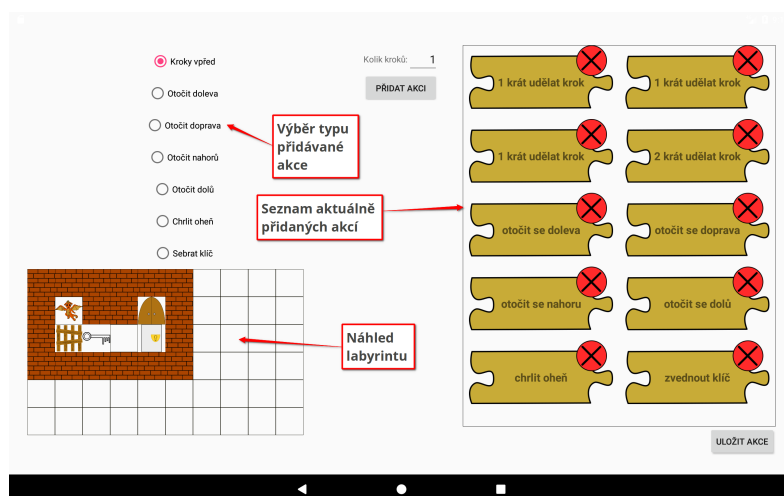 Kroky vpřed
Otočit doleva
Otočit doprava
Otočit nahorů
Otočit dolů
Chrlit oheň
Sebrat klíč
Kolik kroků: 1
PŘIDAT AKCI
Výběr typu
přidávané
akce
Seznam aktuálně
přidaných akcí
Náhled
labyrintu
1 krát udělat krok
1 krát udělat krok
1 krát udělat krok
2 krát udělat krok
otočit se doleva
otočit se doprava
otočit se nahoru
otočit se dolů
chrlit oheň
zvednout klíč
ULOŽIT AKCE